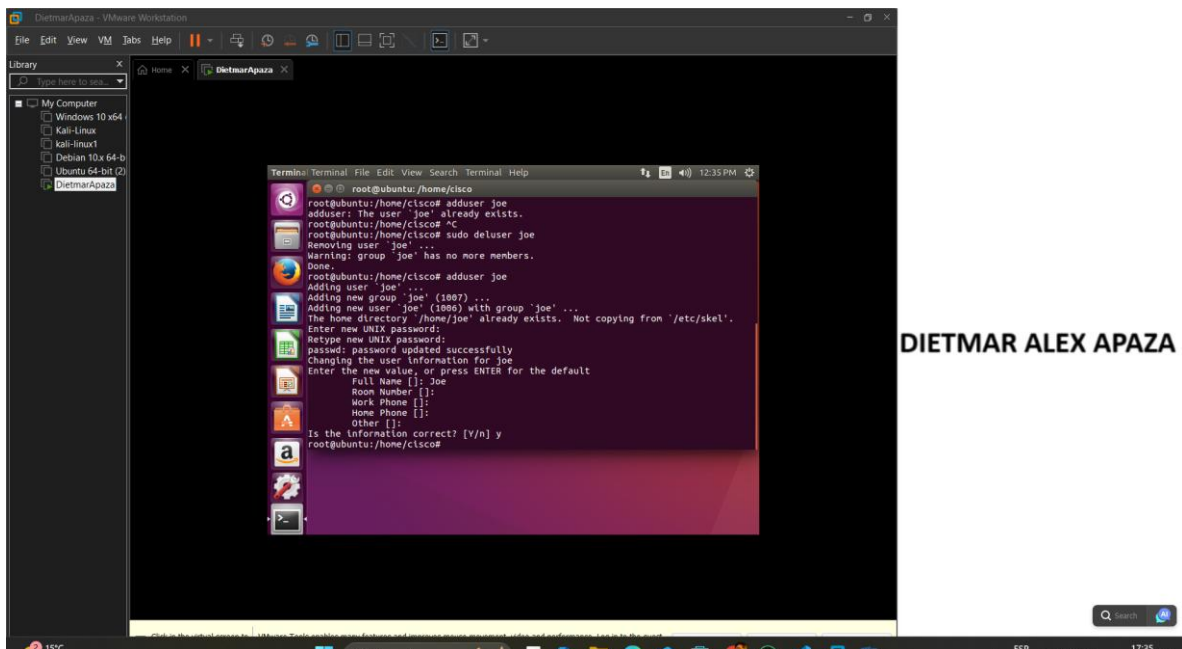 DietmarApaza - VMware Workstation
File Edit View VM Tabs Help
Library X
Type here to sea...
Home X DietmarApaza X
My Computer
Windows 10 x64
Kali-Linux
kali-linux1
Debian 10.x 64-b
Ubuntu 64-bit (2)
DietmarApaza
Termina Terminal File Edit View Search Terminal Help En 12:35 PM
root@ubuntu: /home/cisco
root@ubuntu:/home/cisco# adduser joe
adduser: The user `joe' already exists.
root@ubuntu:/home/cisco# ^C
root@ubuntu:/home/cisco# sudo deluser joe
Removing user `joe' ...
Warning: group `joe' has no more members.
Done.
root@ubuntu:/home/cisco# adduser joe
Adding user `joe' ...
Adding new group `joe' (1007) ...
Adding new user `joe' (1006) with group `joe' ...
The home directory `/home/joe' already exists.  Not copying from `/etc/skel'.
Enter new UNIX password:
Retype new UNIX password:
passwd: password updated successfully
Changing the user information for joe
Enter the new value, or press ENTER for the default
Full Name []: Joe
Room Number []:
Work Phone []:
Home Phone []:
Other []:
Is the information correct? [Y/n] y
root@ubuntu:/home/cisco#
DIETMAR ALEX APAZA
Search
15°C
ESP 17:35